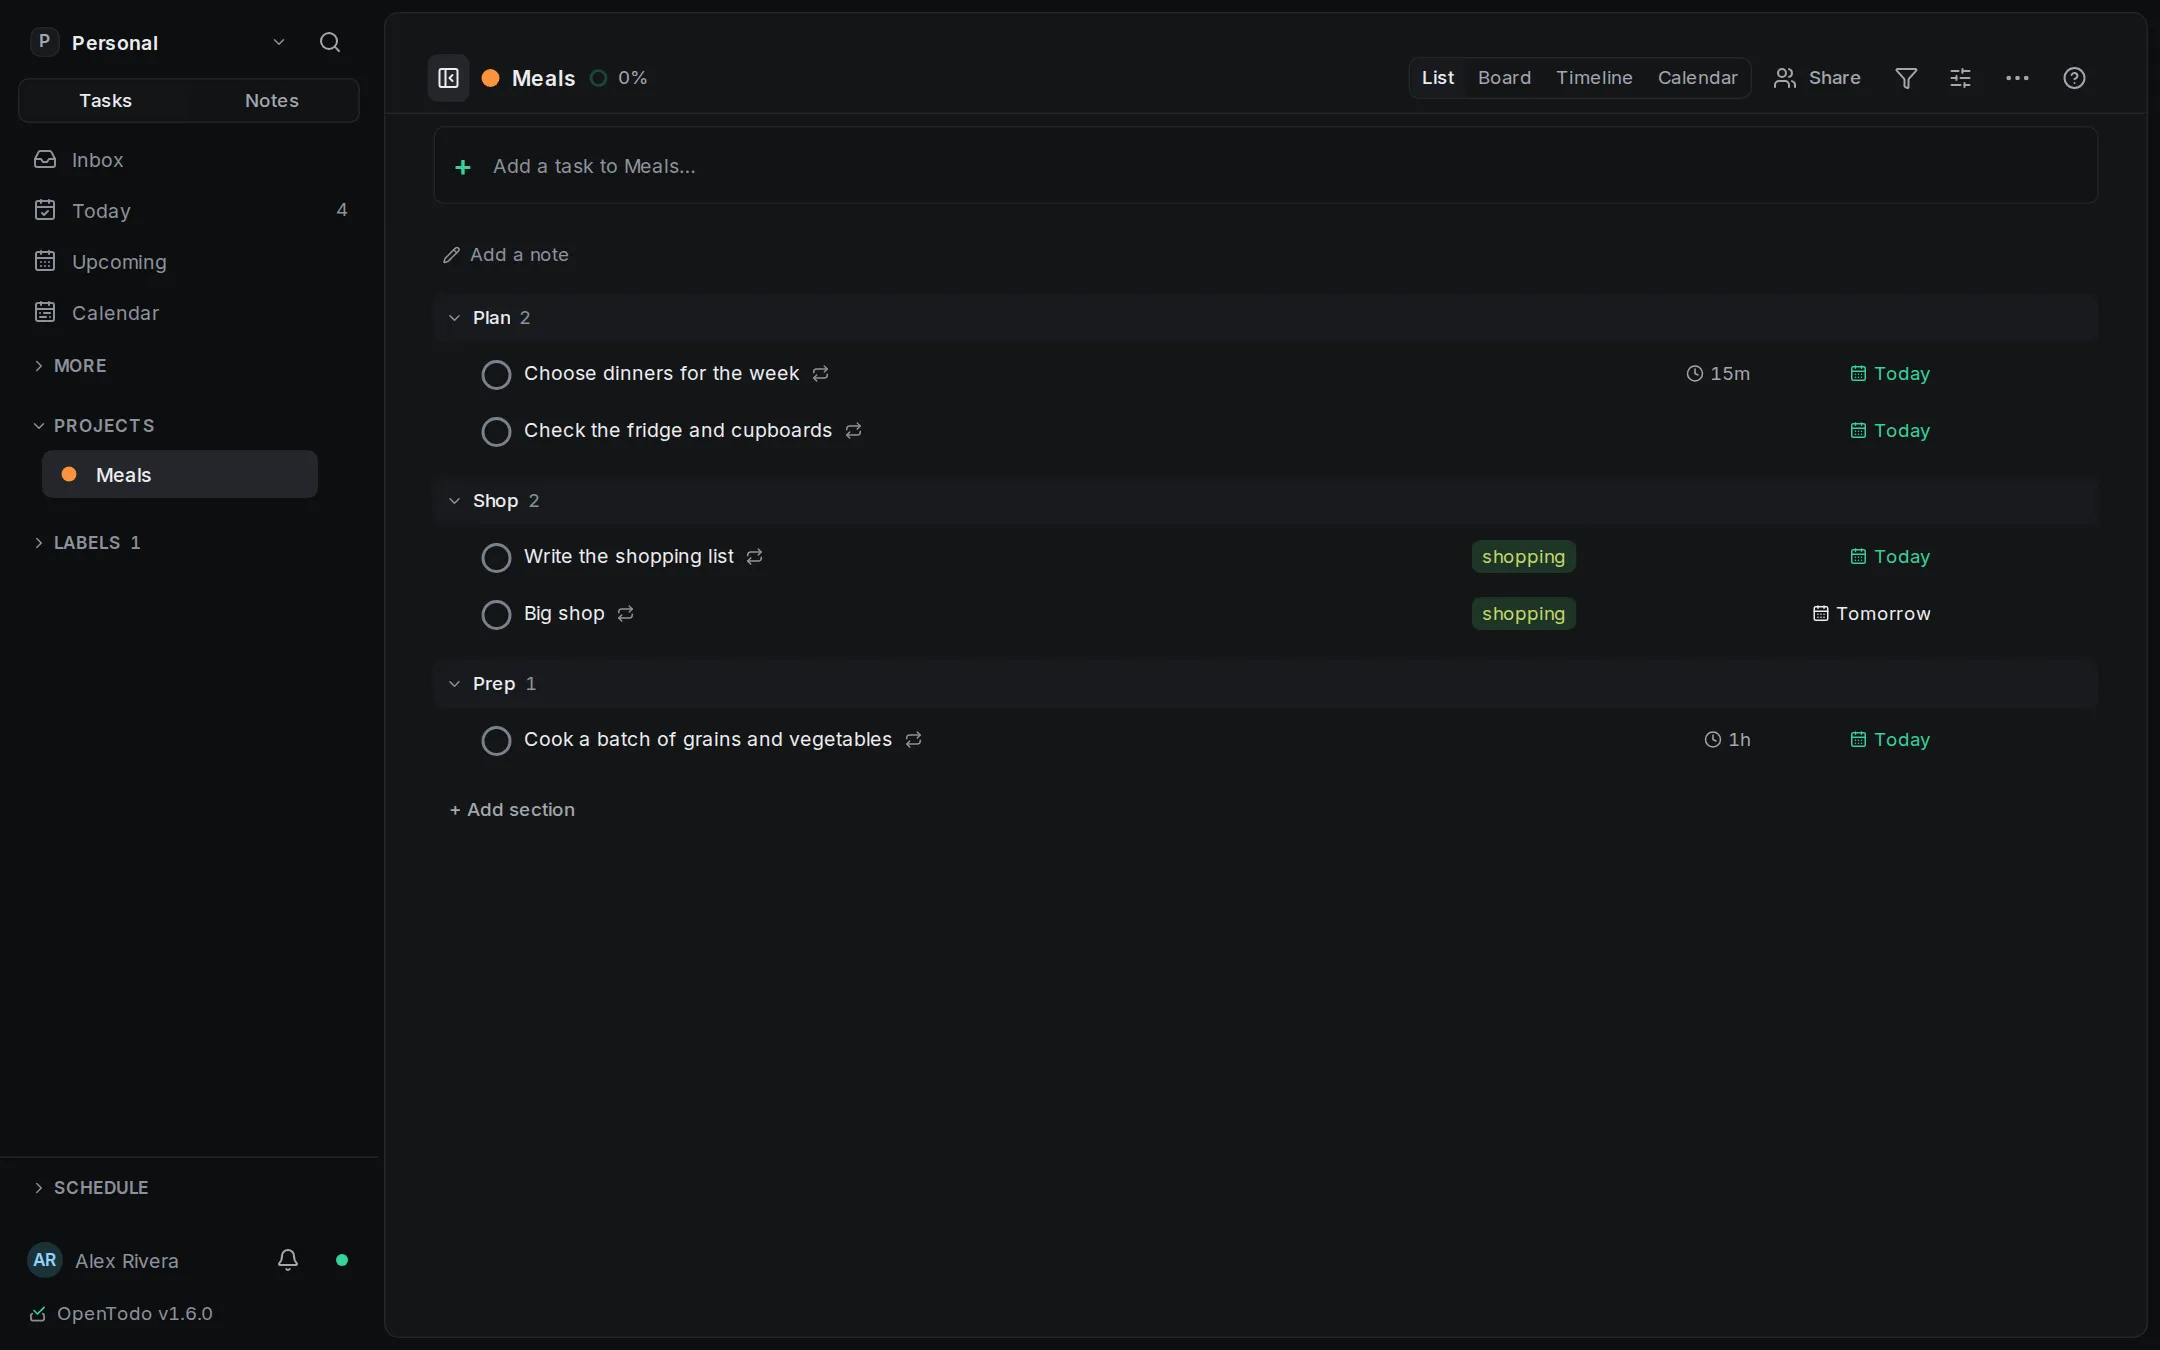 P Personal
Tasks Notes
Inbox
Today 4
Upcoming
Calendar
MORE
PROJECTS
Meals
LABELS 1
SCHEDULE
AR Alex Rivera
OpenTodo v1.6.0
Meals 0%
List Board Timeline Calendar Share
+ Add a task to Meals...
Add a note
Plan 2
Choose dinners for the week 15m Today
Check the fridge and cupboards Today
Shop 2
Write the shopping list shopping Today
Big shop shopping Tomorrow
Prep 1
Cook a batch of grains and vegetables 1h Today
+ Add section